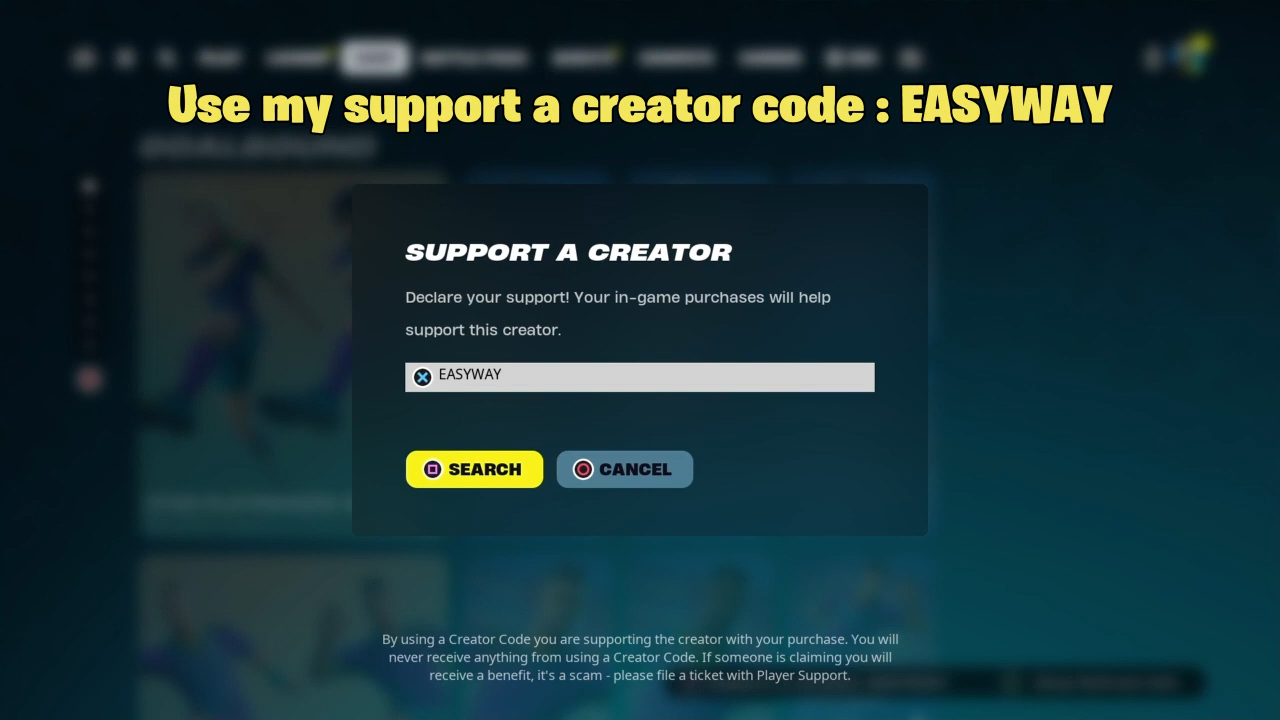 Use my support a creator code : EASYWAY
SUPPORT A CREATOR
Declare your support! Your in-game purchases will help
support this creator.
EASYWAY
SEARCH
CANCEL
By using a Creator Code you are supporting the creator with your purchase. You will
never receive anything from using a Creator Code. If someone is claiming you will
receive a benefit, it's a scam - please file a ticket with Player Support.